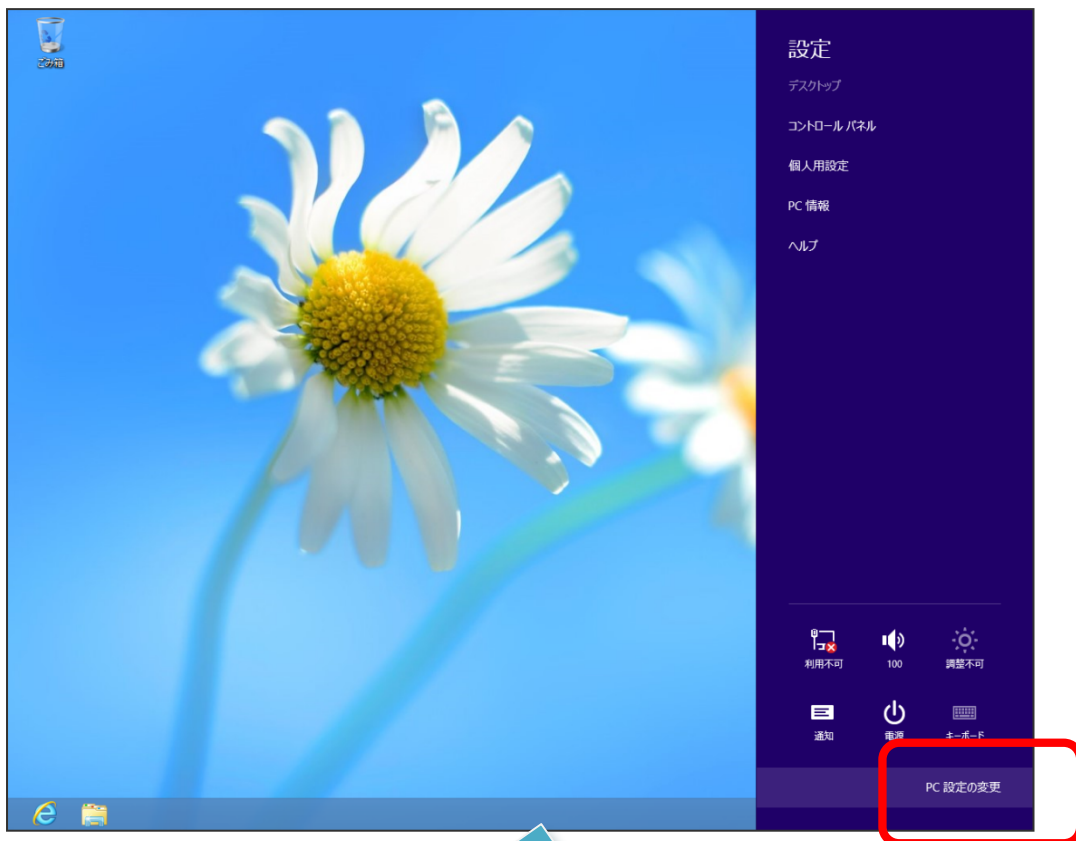 ごみ箱
設定
デスクトップ
コントロール パネル
個人用設定
PC 情報
ヘルプ
利用不可
100
調整不可
通知
電源
キーボード
PC 設定の変更